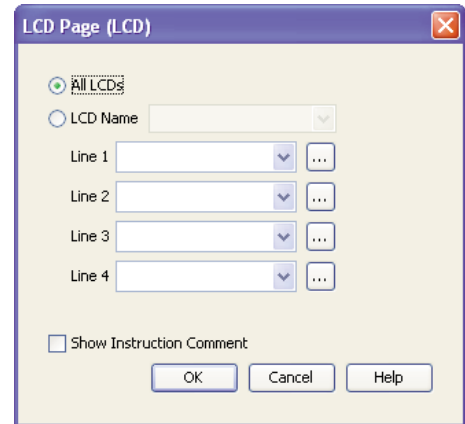 LCD Page (LCD)
All LCDs
LCD Name
Line 1 ...
Line 2 ...
Line 3 ...
Line 4 ...
Show Instruction Comment
OK Cancel Help